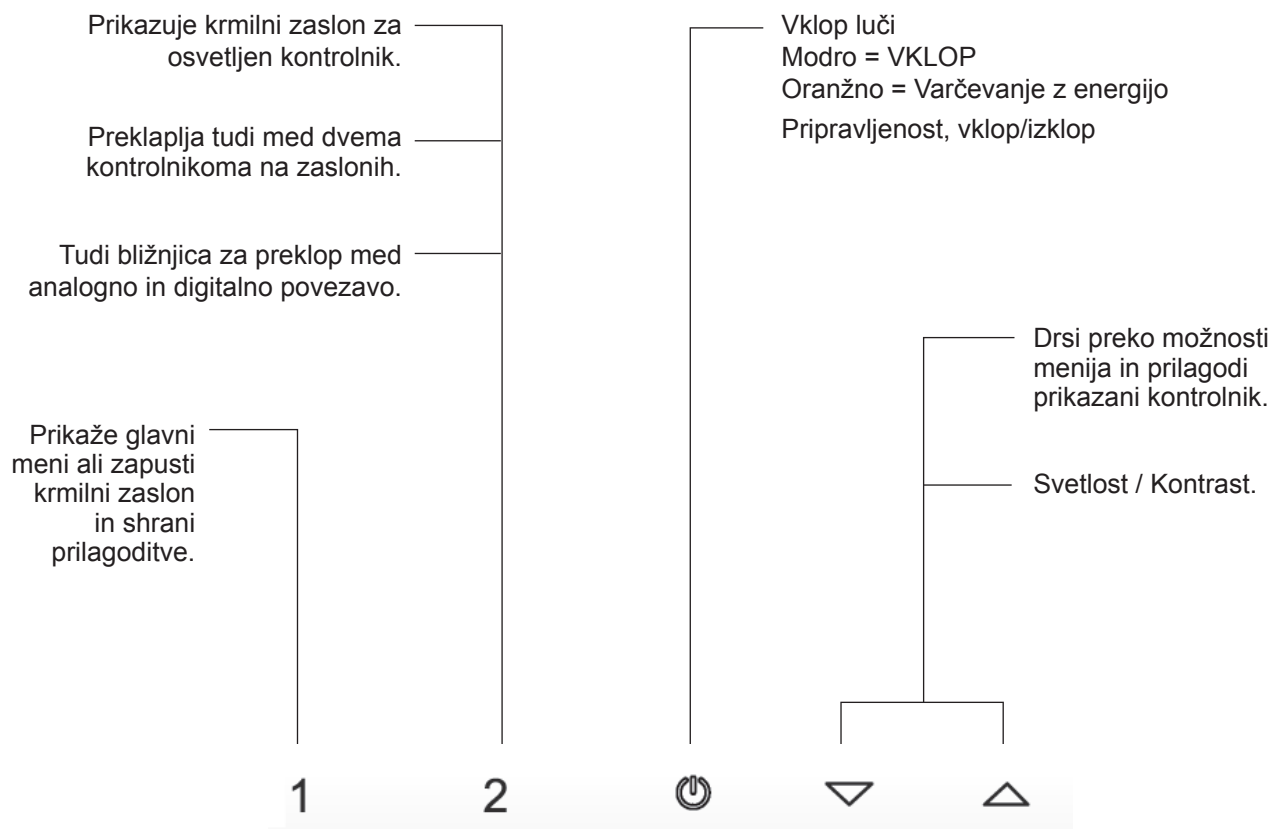 Prikazuje krmilni zaslon za
osvetljen kontrolnik.
Preklaplja tudi med dvema
kontrolnikoma na zaslonih.
Tudi bližnjica za preklop med
analogno in digitalno povezavo.
Prikaže glavni
meni ali zapusti
krmilni zaslon
in shrani
prilagoditve.
Vklop luči
Modro = VKLOP
Oranžno = Varčevanje z energijo
Pripravljenost, vklop/izklop
Drsi preko možnosti
menija in prilagodi
prikazani kontrolnik.
Svetlost / Kontrast.
1 2